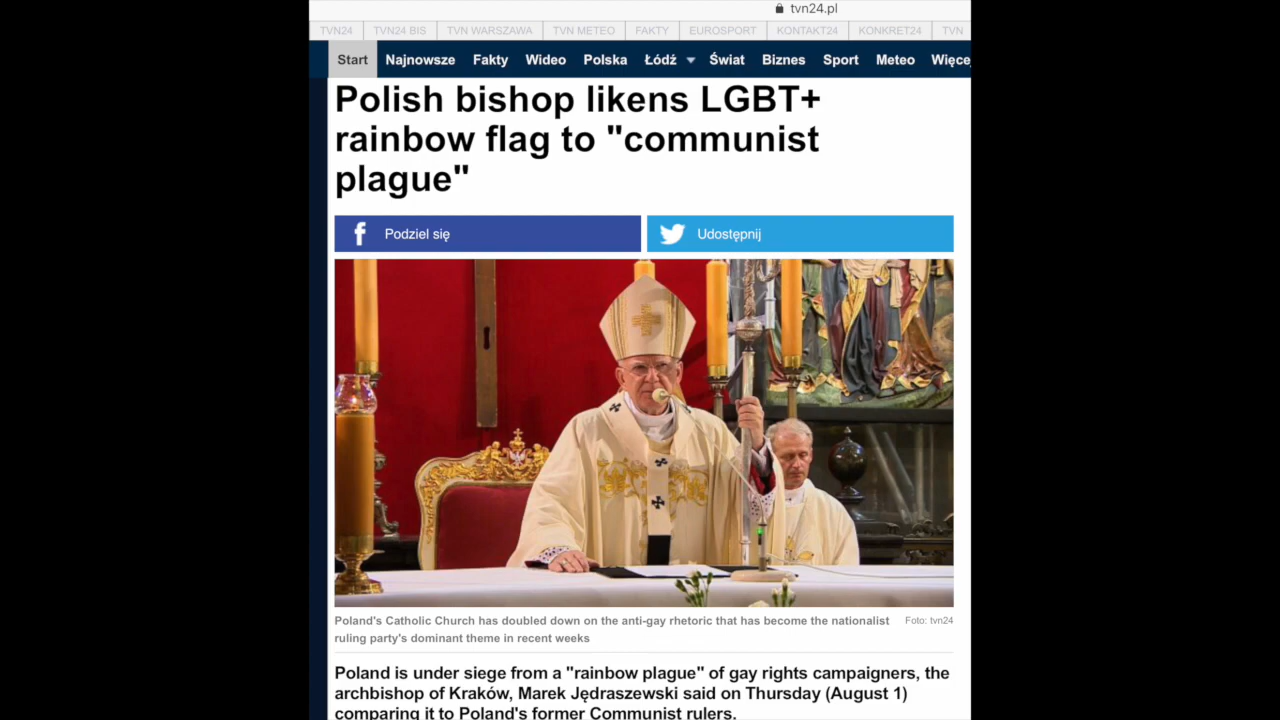 tvn24.pl
TVN24 TVN24 BIS TVN WARSZAWA TVN METEO FAKTY EUROSPORT KONTAKT24 KONKRET24 TVN
Start Najnowsze Fakty Wideo Polska Łódź Świat Biznes Sport Meteo Więcej
Polish bishop likens LGBT+
rainbow flag to "communist
plague"
Podziel się Udostępnij
Poland's Catholic Church has doubled down on the anti-gay rhetoric that has become the nationalist Foto: tvn24
ruling party's dominant theme in recent weeks
Poland is under siege from a "rainbow plague" of gay rights campaigners, the
archbishop of Kraków, Marek Jędraszewski said on Thursday (August 1)
comparing it to Poland's former Communist rulers.